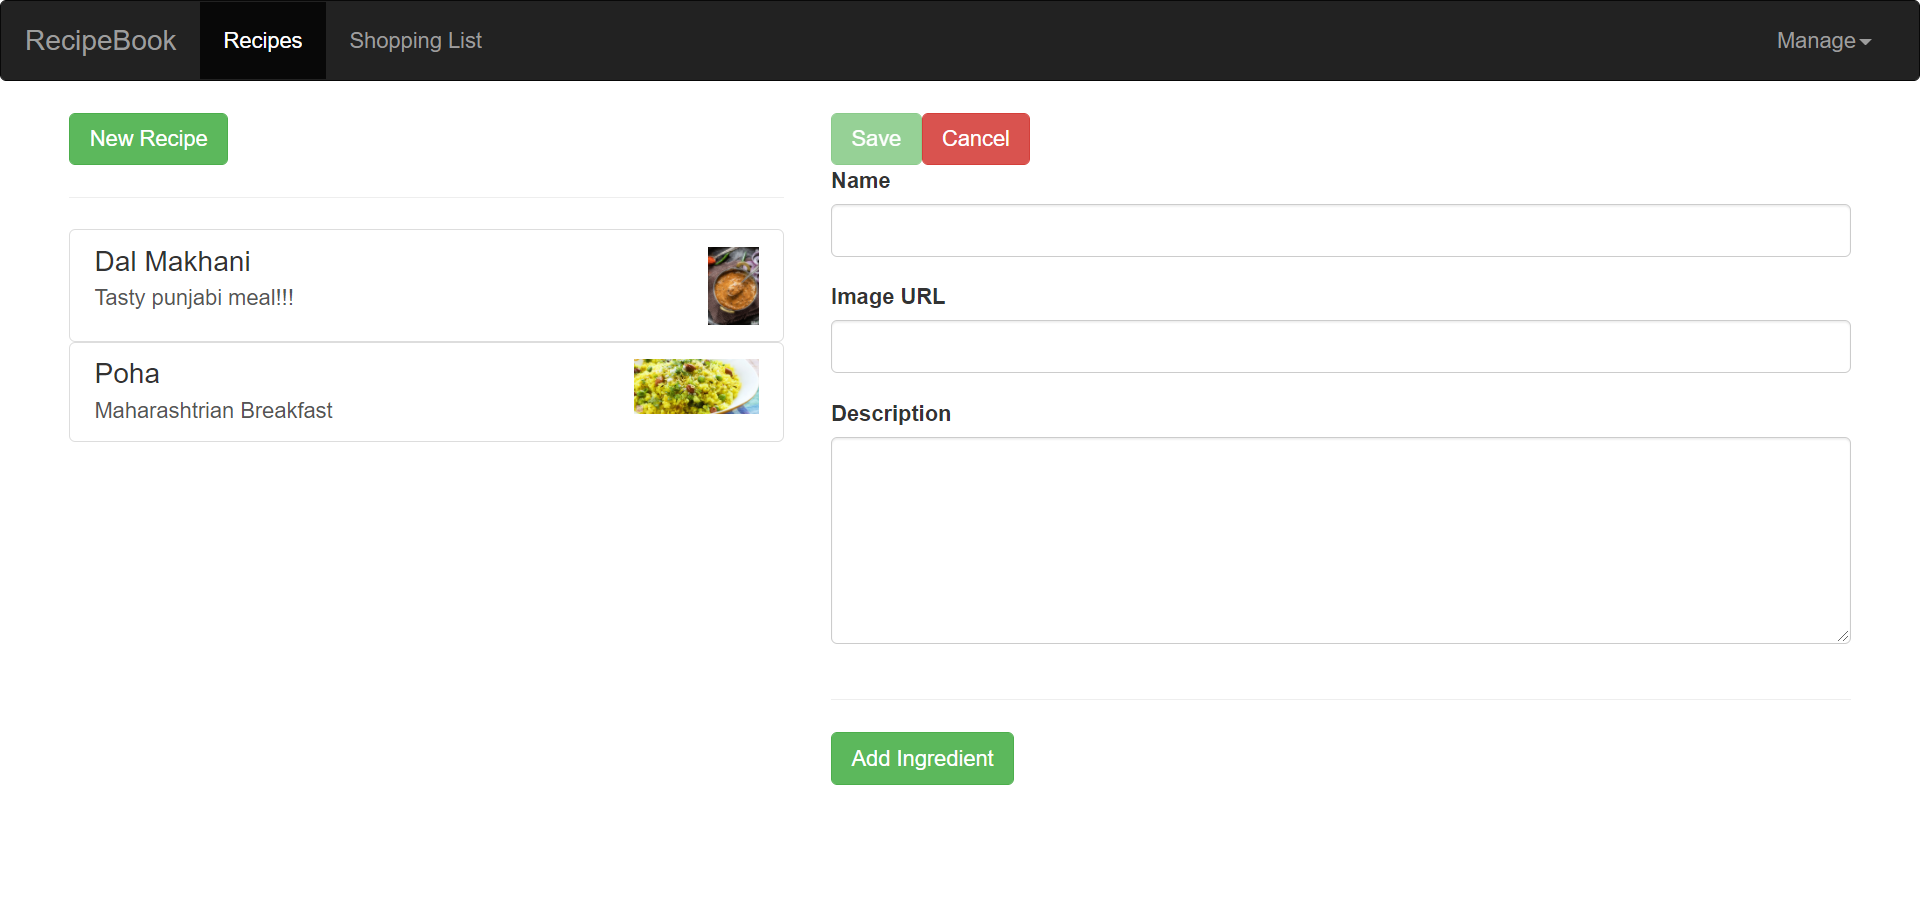 RecipeBook Recipes Shopping List Manage
New Recipe
Dal Makhani
Tasty punjabi meal!!!
Poha
Maharashtrian Breakfast
Save Cancel
Name
Image URL
Description
Add Ingredient